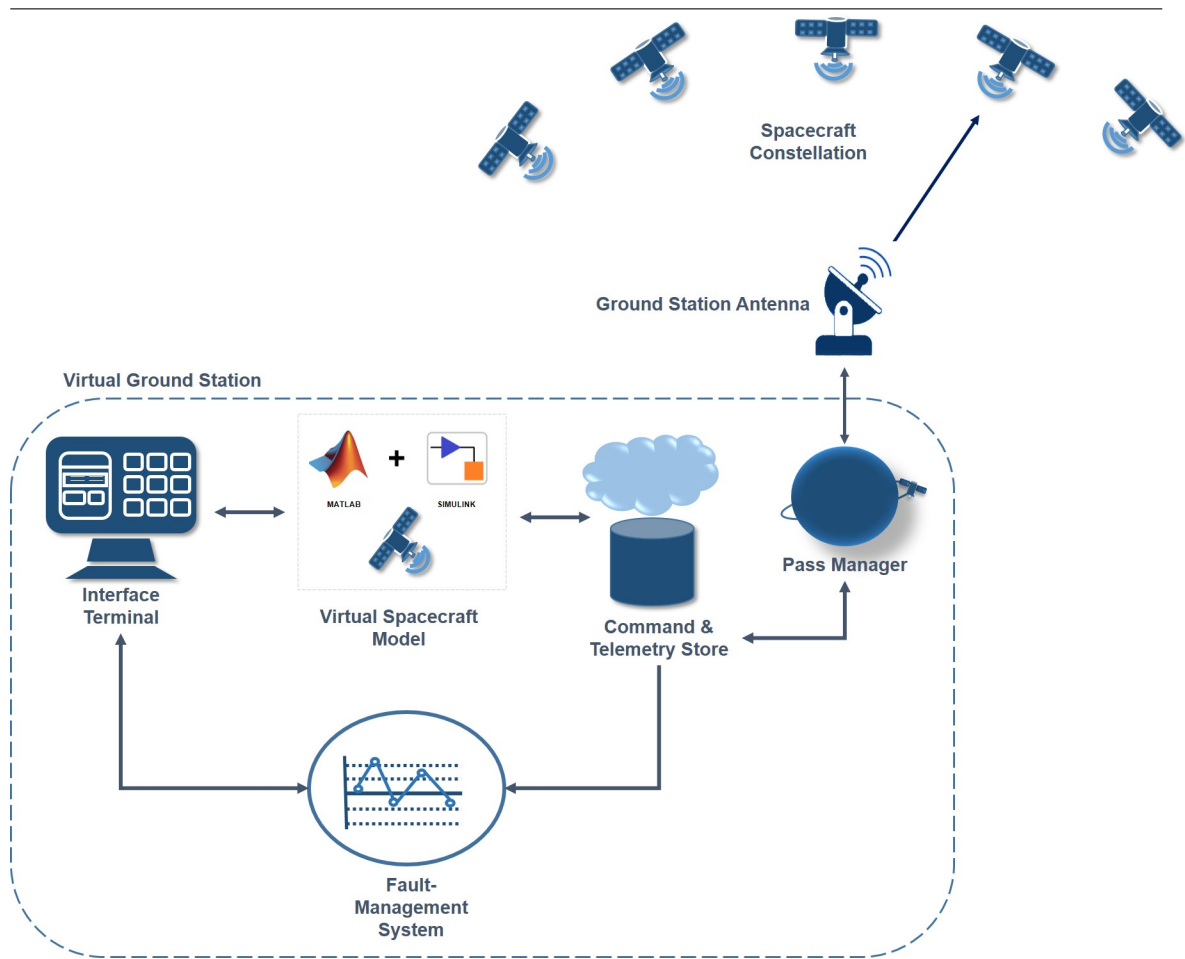 Spacecraft
Constellation
Ground Station Antenna
Virtual Ground Station
MATLAB
+
SIMULINK
Interface
Terminal
Virtual Spacecraft
Model
Command &
Telemetry Store
Pass Manager
Fault-
Management
System